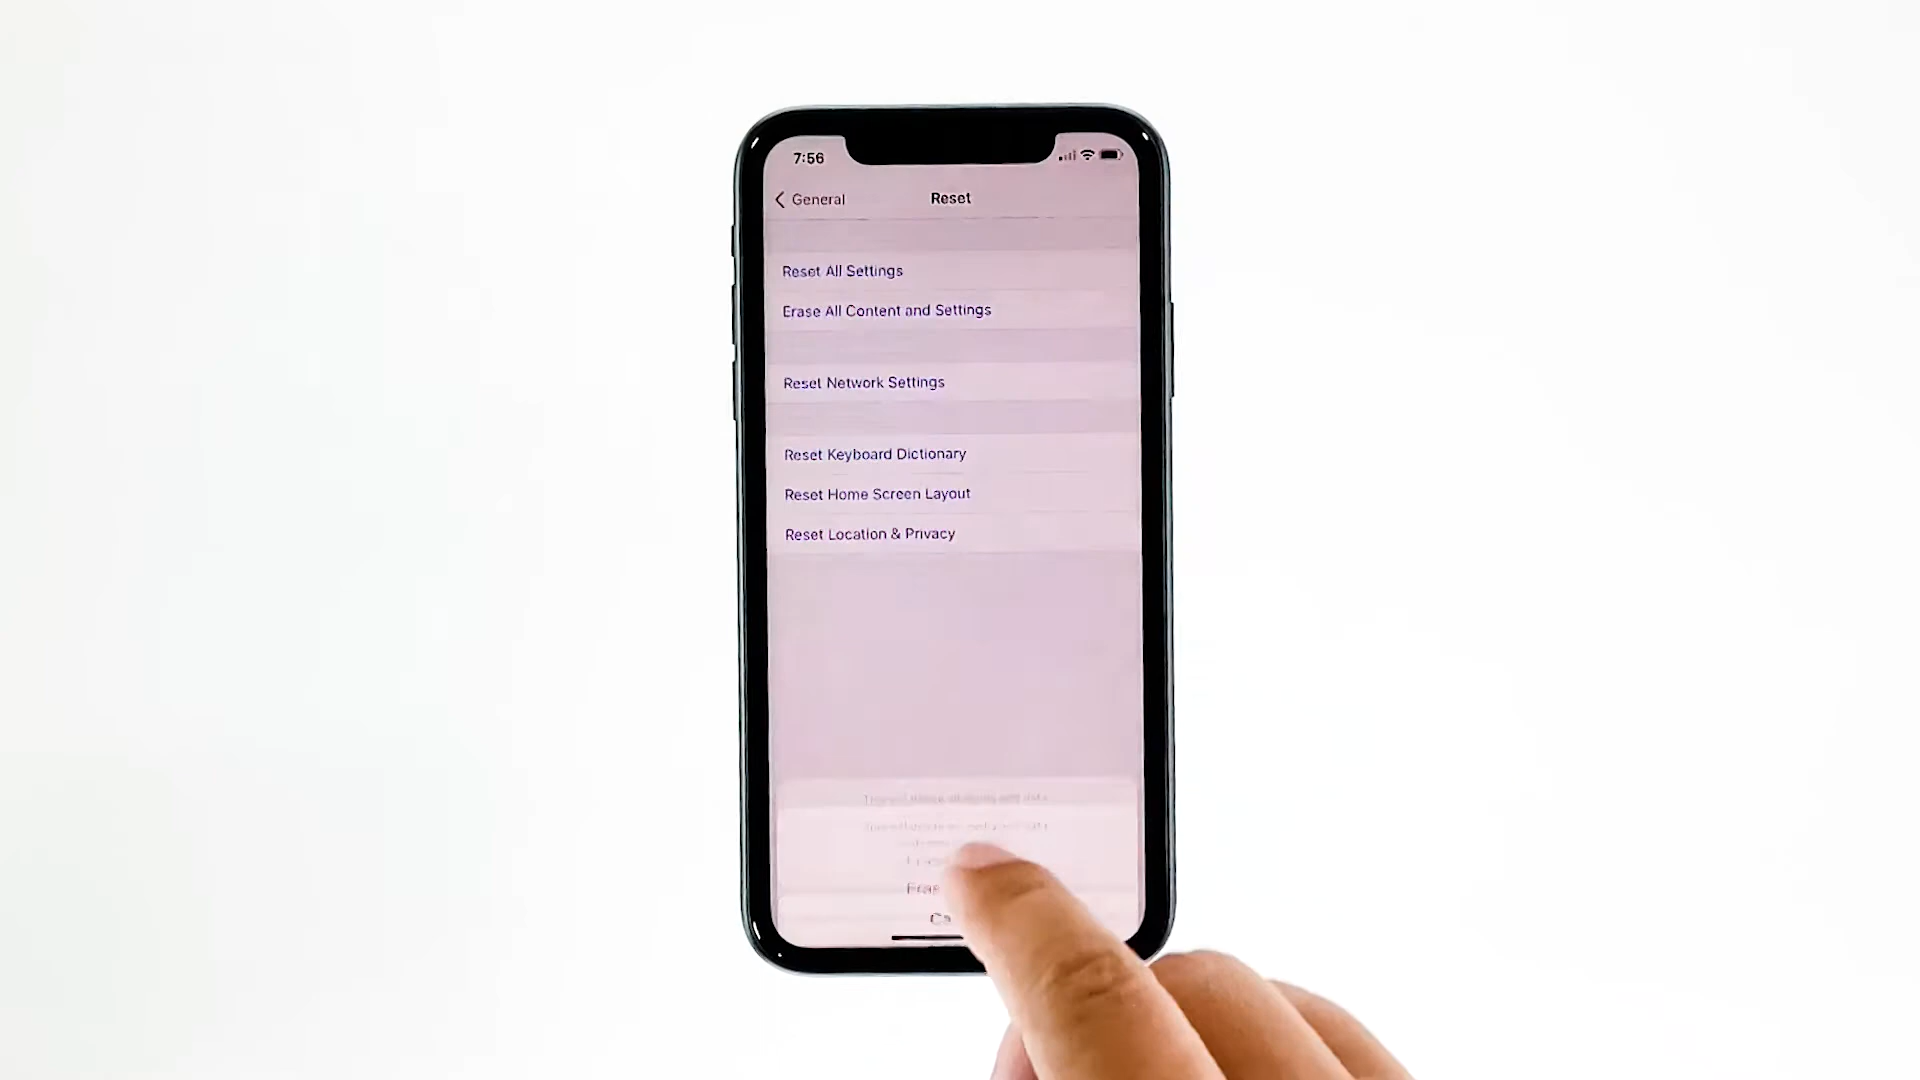 7:56
General
Reset
Reset All Settings
Erase All Content and Settings
Reset Network Settings
Reset Keyboard Dictionary
Reset Home Screen Layout
Reset Location & Privacy